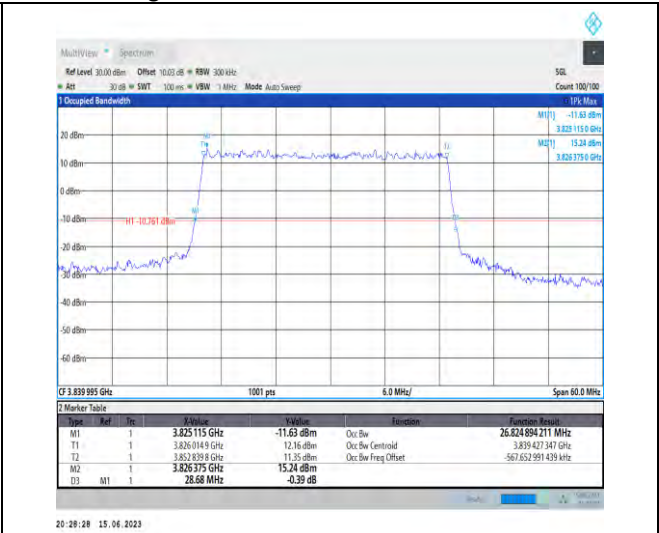 MultiView Spectrum
Ref Level 30.00 dBm Offset 10.03 dB RBW 300 kHz SGL
Att 30 dB SWT 100 ms VBW 1 MHz Mode Auto Sweep Count 100/100
1 Occupied Bandwidth 1Pk Max
M1[1] -11.63 dBm
3.825 115 0 GHz
M2[1] 15.24 dBm
3.826 375 0 GHz
20 dBm
10 dBm
0 dBm
-10 dBm
H1 -10.761 dBm
-20 dBm
-30 dBm
-40 dBm
-50 dBm
-60 dBm
M2
T1
T2
M1
D3
CF 3.839 995 GHz 1001 pts 6.0 MHz/ Span 60.0 MHz
2 Marker Table
Type Ref Trc X-Value Y-Value Function Function Result
M1 1 3.825 115 GHz -11.63 dBm Occ Bw 26.824 894 211 MHz
T1 1 3.826 014 9 GHz 12.16 dBm Occ Bw Centroid 3.839 427 347 GHz
T2 1 3.852 839 8 GHz 11.35 dBm Occ Bw Freq Offset -567.652 991 439 kHz
M2 1 3.826 375 GHz 15.24 dBm
D3 M1 1 28.68 MHz -0.39 dB
20:28:28 15.06.2023